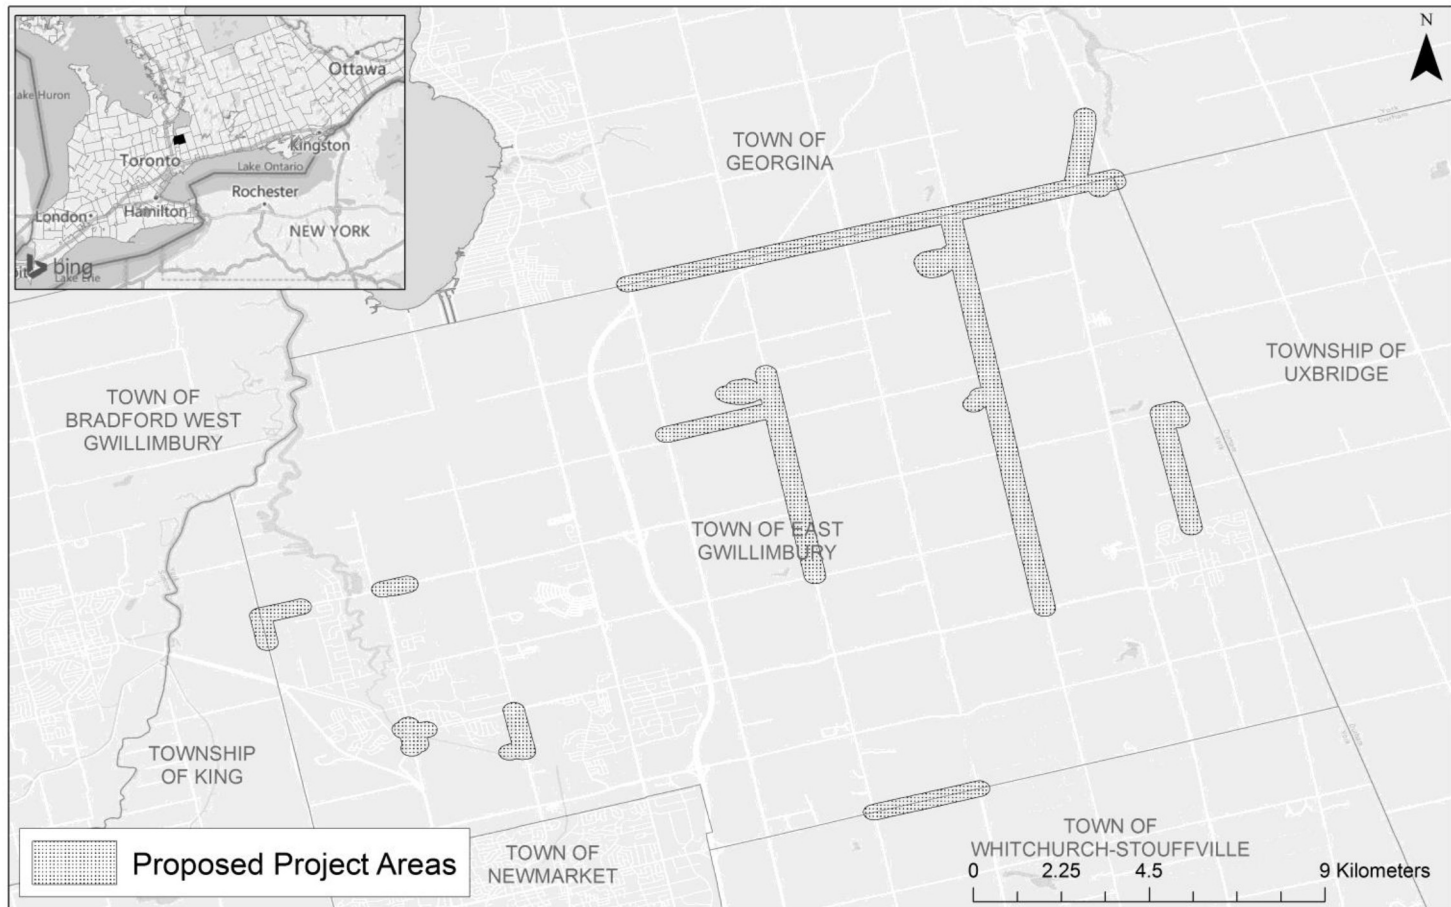 Ottawa
ake Huron
Kingston
Toronto
Lake Ontario
Rochester
London
Hamilton
NEW YORK
bing
Lake Erie
N
TOWN OF
GEORGINA
TOWNSHIP OF
UXBRIDGE
TOWN OF
BRADFORD WEST
GWILLIMBURY
TOWN OF EAST
GWILLIMBURY
TOWNSHIP
OF KING
TOWN OF
NEWMARKET
TOWN OF
WHITCHURCH-STOUFFVILLE
Proposed Project Areas
0 2.25 4.5 9 Kilometers